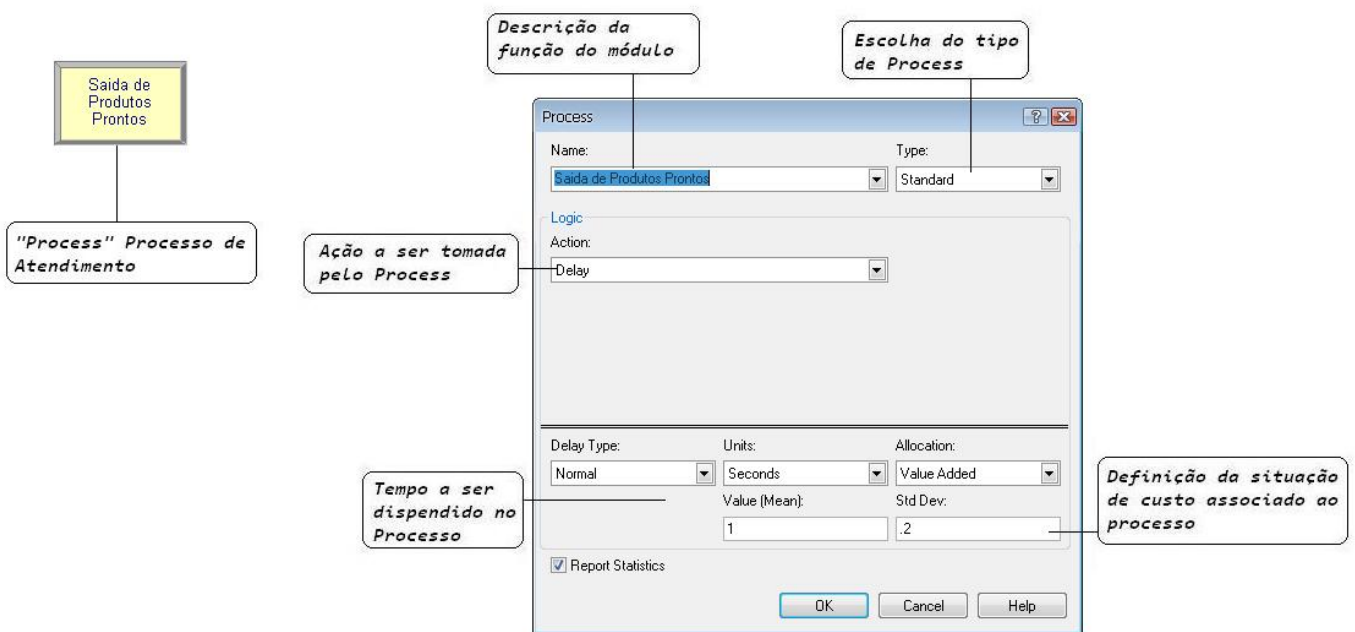 Descrição da
função do módulo
Escolha do tipo
de Process
Saida de
Produtos
Prontos
"Process" Processo de
Atendimento
Process
Name:
Type:
Saida de Produtos Prontos
Standard
Logic
Action:
Delay
Ação a ser tomada
pelo Process
Delay Type:
Units:
Allocation:
Normal
Seconds
Value Added
Value (Mean):
Std Dev:
1
.2
Tempo a ser
dispendido no
Processo
Definição da situação
de custo associado ao
processo
Report Statistics
OK
Cancel
Help